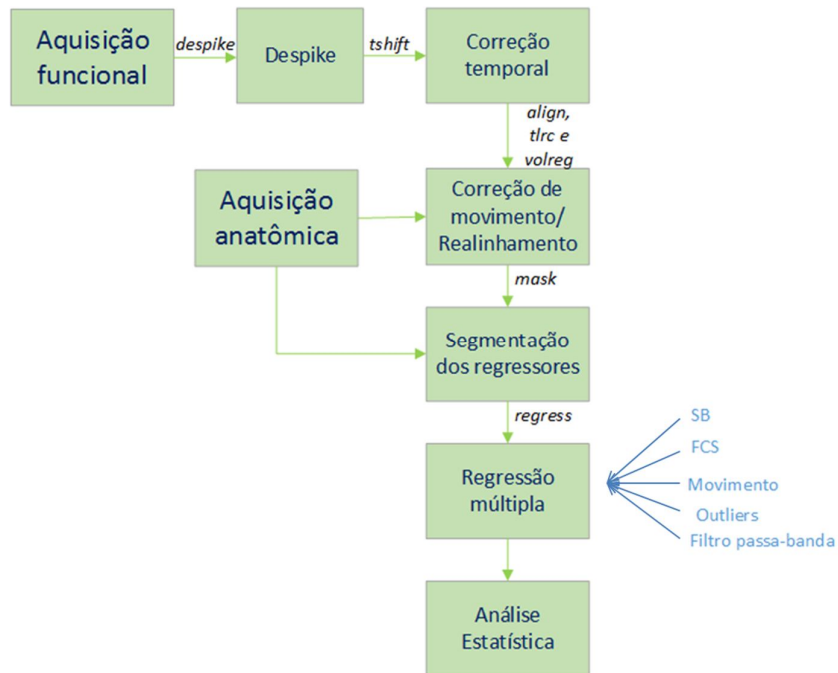 Aquisição
funcional
despike
Despike
tshift
Correção
temporal
align,
tlrc e
volreg
Aquisição
anatômica
Correção de
movimento/
Realinhamento
mask
Segmentação
dos regressores
regress
Regressão
múltipla
SB
FCS
Movimento
Outliers
Filtro passa-banda
Análise
Estatística